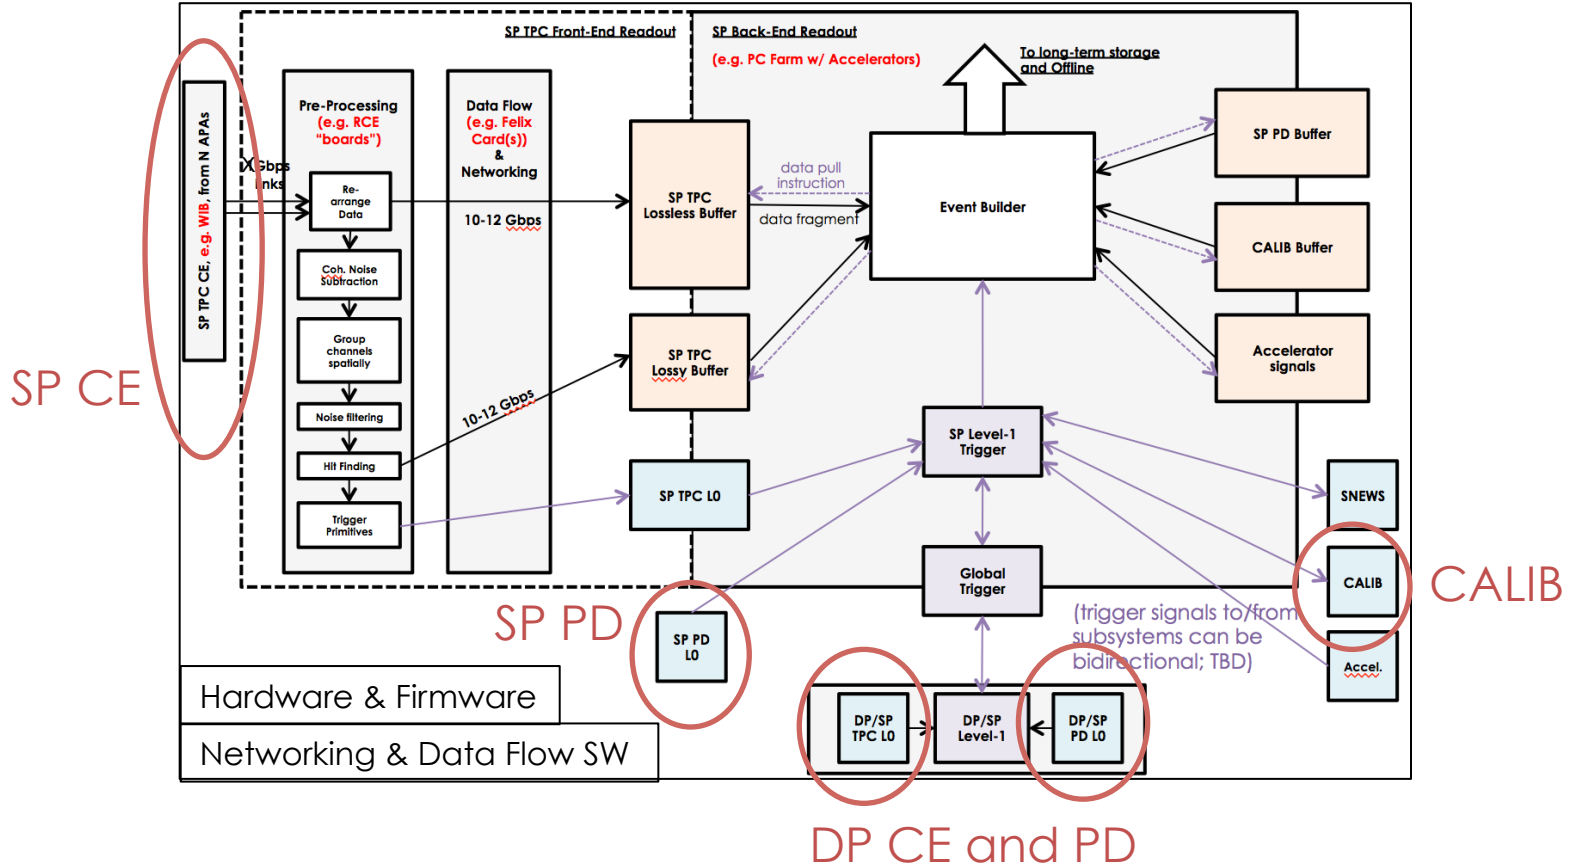 SP TPC Front-End Readout
SP Back-End Readout
(e.g. PC Farm w/ Accelerators)
To long-term storage
and Offline
SP TPC CE, e.g. WIB, from N APAs
X Gbps
links
Pre-Processing
(e.g. RCE
"boards")
Data Flow
(e.g. Felix
Card(s))
&
Networking
Re-
arrange
Data
Coh. Noise
Subtraction
Group
channels
spatially
Noise filtering
Hit Finding
Trigger
Primitives
10-12 Gbps
10-12 Gbps
SP TPC
Lossless Buffer
SP TPC
Lossy Buffer
SP TPC L0
data pull
instruction
data fragment
Event Builder
SP PD Buffer
CALIB Buffer
Accelerator
signals
SP Level-1
Trigger
Global
Trigger
SNEWS
CALIB
Accel.
(trigger signals to/from
subsystems can be
bidirectional; TBD)
SP PD
L0
DP/SP
TPC L0
DP/SP
Level-1
DP/SP
PD L0
SP CE
SP PD
CALIB
DP CE and PD
Hardware & Firmware
Networking & Data Flow SW